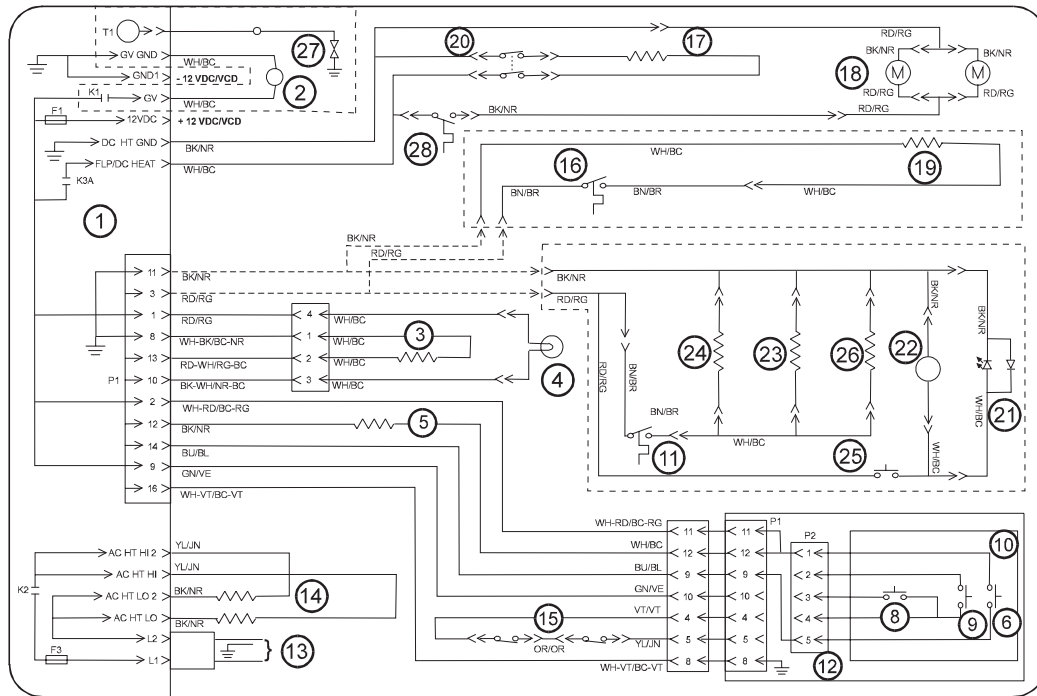 T1
GV GND
WH/BC
GND1
- 12 VDC/VCD
K1
GV
WH/BC
F1
12VDC
+ 12 VDC/VCD
DC HT GND
BK/NR
FLP/DC HEAT
WH/BC
K3A
1
2
27
20
17
28
BK/NR
RD/RG
RD/RG
BK/NR
BK/NR
18
M
M
RD/RG
RD/RG
16
WH/BC
19
BN/BR
BN/BR
WH/BC
BK/NR
RD/RG
11
BK/NR
3
RD/RG
1
RD/RG
8
WH-BK/BC-NR
13
RD-WH/RG-BC
P1
10
BK-WH/NR-BC
2
WH-RD/BC-RG
12
BK/NR
14
BU/BL
9
GN/VE
16
WH-VT/BC-VT
4
WH/BC
1
WH/BC
2
WH/BC
3
WH/BC
3
4
5
BK/NR
RD/RG
RD/RG
BN/BR
BN/BR
11
WH/BC
24
23
26
22
BK/NR
WH/BC
25
BK/NR
WH/BC
21
AC HT HI 2
YL/JN
AC HT HI
YL/JN
K2
AC HT LO 2
BK/NR
14
AC HT LO
BK/NR
L2
F3
L1
13
15
OR/OR
WH-RD/BC-RG
WH/BC
BU/BL
GN/VE
VT/VT
YL/JN
WH-VT/BC-VT
11
12
9
10
4
5
8
P1
11
12
9
10
4
5
8
P2
1
2
3
4
5
12
8
9
6
10